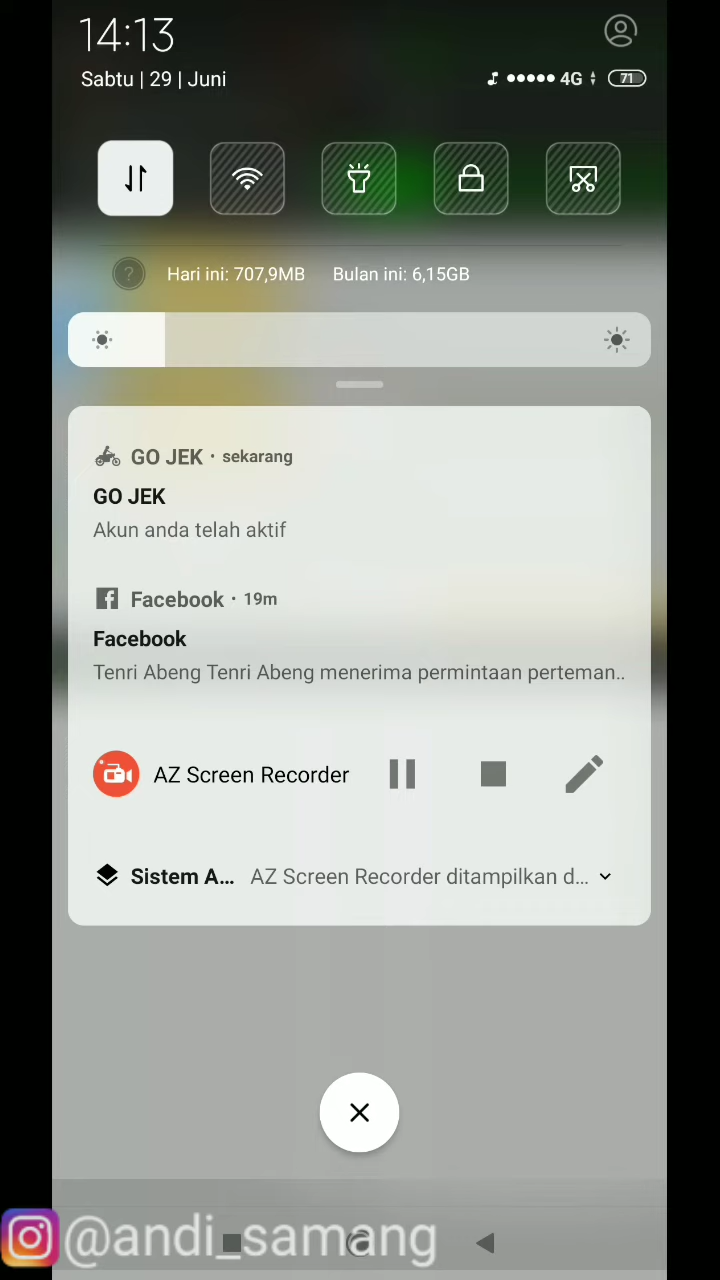 14:13
Sabtu | 29 | Juni
4G
71
Hari ini: 707,9MB Bulan ini: 6,15GB
GO JEK · sekarang
GO JEK
Akun anda telah aktif
Facebook · 19m
Facebook
Tenri Abeng Tenri Abeng menerima permintaan perteman..
AZ Screen Recorder
Sistem A... AZ Screen Recorder ditampilkan d...
@andi_samang